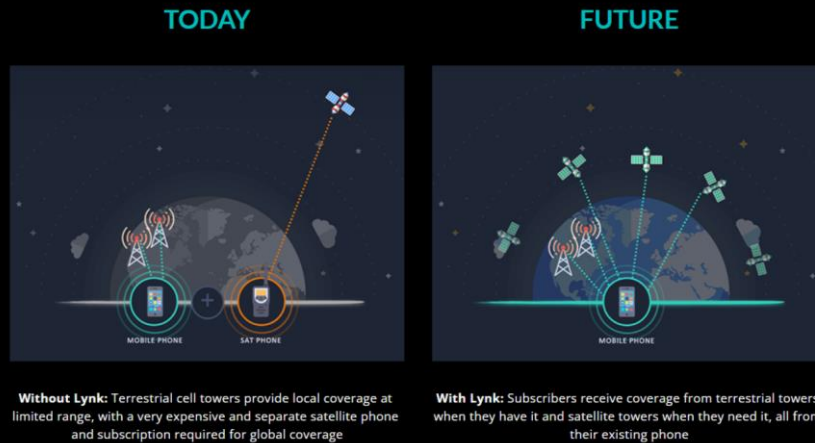 TODAY
FUTURE
MOBILE PHONE
SAT PHONE
MOBILE PHONE
Without Lynk: Terrestrial cell towers provide local coverage at
limited range, with a very expensive and separate satellite phone
and subscription required for global coverage
With Lynk: Subscribers receive coverage from terrestrial towers
when they have it and satellite towers when they need it, all from
their existing phone